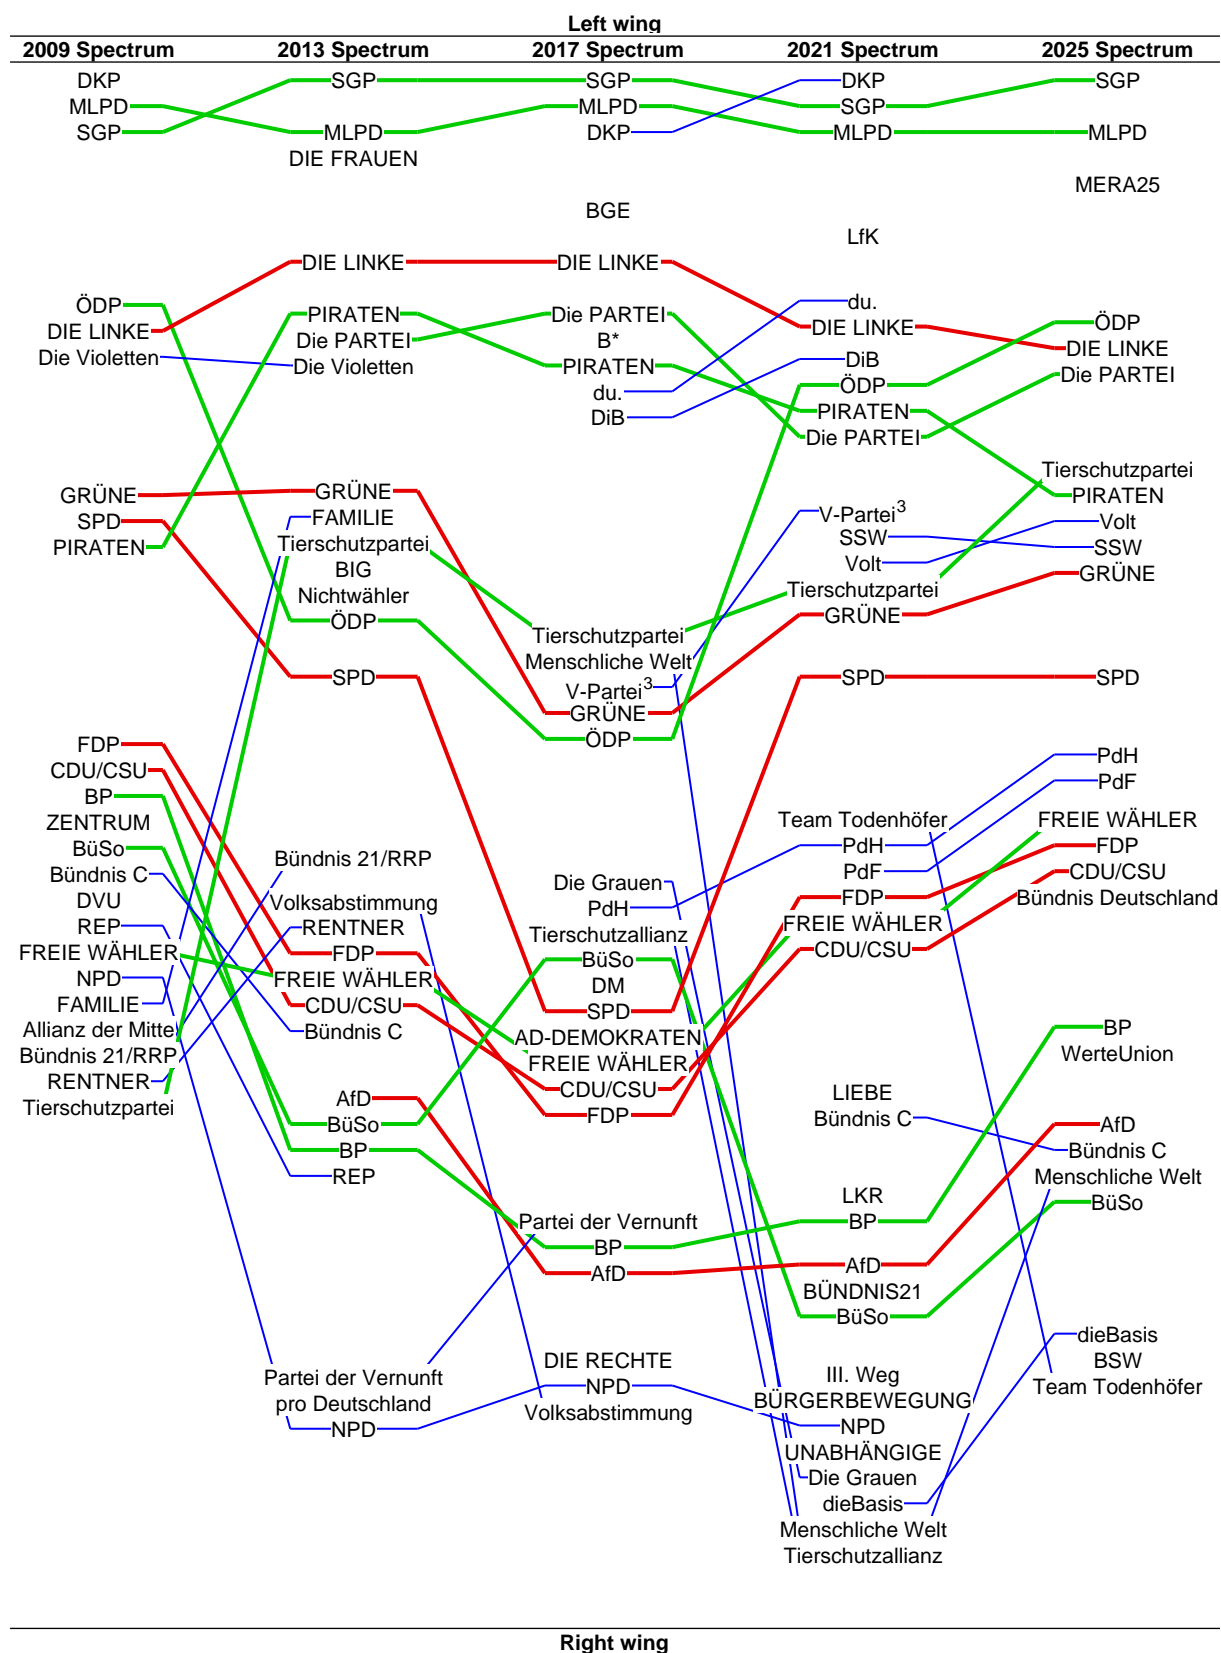 Left wing
2009 Spectrum
2013 Spectrum
2017 Spectrum
2021 Spectrum
2025 Spectrum
DKP
MLPD
SGP
ÖDP
DIE LINKE
Die Violetten
GRÜNE
SPD
PIRATEN
FDP
CDU/CSU
BP
ZENTRUM
BüSo
Bündnis C
DVU
REP
FREIE WÄHLER
NPD
FAMILIE
Allianz der Mitte
Bündnis 21/RRP
RENTNER
Tierschutzpartei
SGP
MLPD
DIE FRAUEN
DIE LINKE
PIRATEN
Die PARTEI
Die Violetten
GRÜNE
FAMILIE
Tierschutzpartei
BIG
Nichtwähler
ÖDP
SPD
Bündnis 21/RRP
Volksabstimmung
RENTNER
FDP
FREIE WÄHLER
CDU/CSU
Bündnis C
AfD
BüSo
BP
REP
Partei der Vernunft
pro Deutschland
NPD
SGP
MLPD
DKP
BGE
DIE LINKE
Die PARTEI
B*
PIRATEN
du.
DiB
Tierschutzpartei
Menschliche Welt
V-Partei³
GRÜNE
ÖDP
Die Grauen
PdH
Tierschutzallianz
BüSo
DM
SPD
AD-DEMOKRATEN
FREIE WÄHLER
CDU/CSU
FDP
Partei der Vernunft
BP
AfD
DIE RECHTE
NPD
Volksabstimmung
DKP
SGP
MLPD
LfK
du.
DIE LINKE
DiB
ÖDP
PIRATEN
Die PARTEI
V-Partei³
SSW
Volt
Tierschutzpartei
GRÜNE
SPD
Team Todenhöfer
PdH
PdF
FDP
FREIE WÄHLER
CDU/CSU
LIEBE
Bündnis C
LKR
BP
AfD
BÜNDNIS21
BüSo
III. Weg
BÜRGERBEWEGUNG
NPD
UNABHÄNGIGE
Die Grauen
dieBasis
Menschliche Welt
Tierschutzallianz
SGP
MLPD
MERA25
ÖDP
DIE LINKE
Die PARTEI
Tierschutzpartei
PIRATEN
Volt
SSW
GRÜNE
SPD
PdH
PdF
FREIE WÄHLER
FDP
CDU/CSU
Bündnis Deutschland
BP
WerteUnion
AfD
Bündnis C
Menschliche Welt
BüSo
dieBasis
BSW
Team Todenhöfer
Right wing